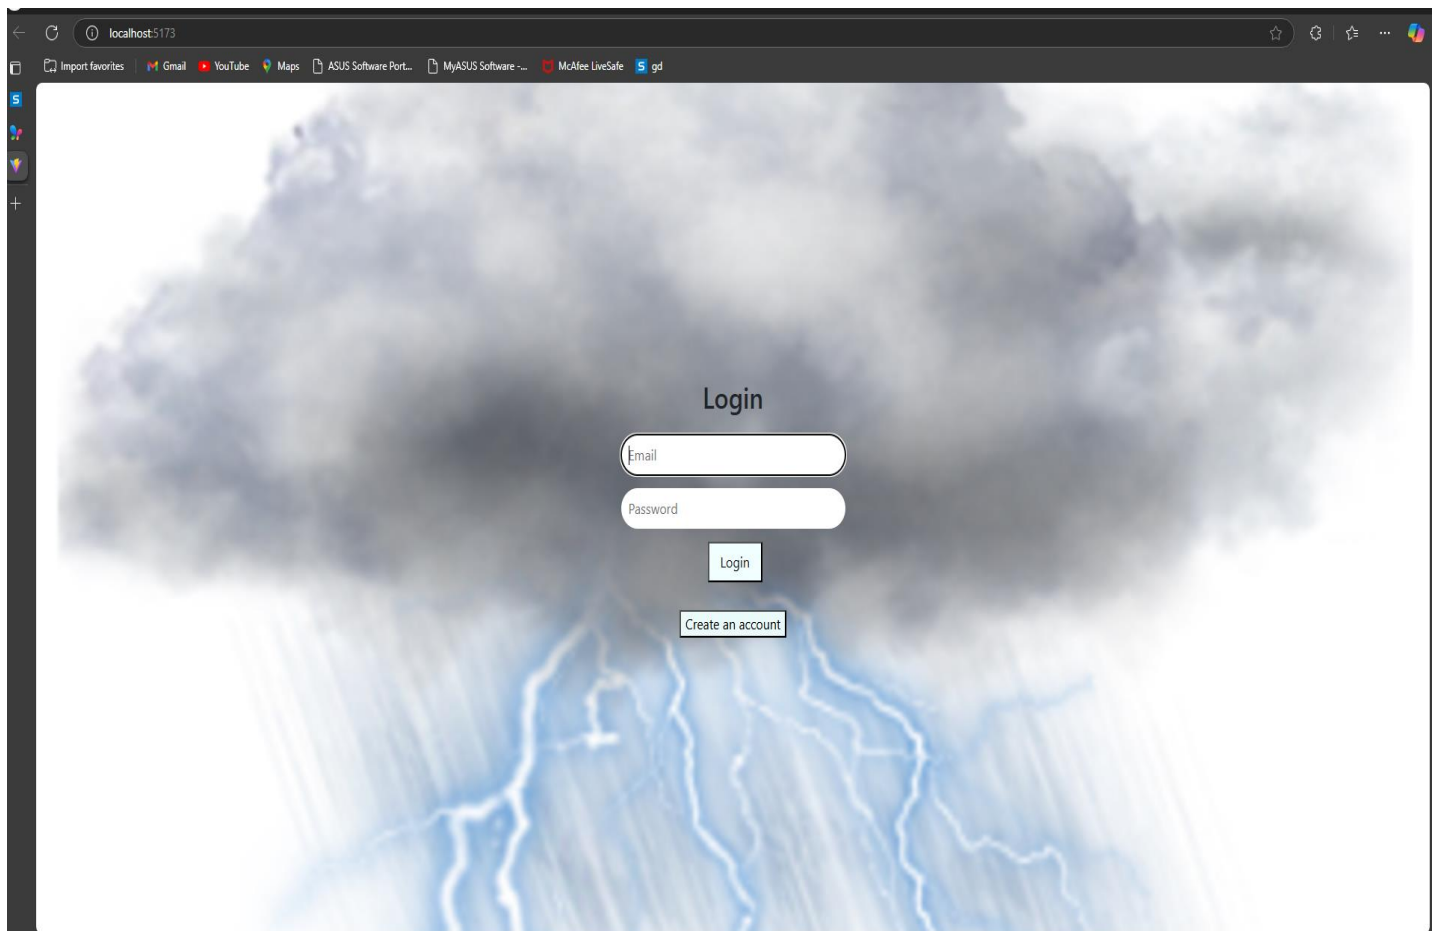 localhost:5173
Import favorites Gmail YouTube Maps ASUS Software Port... MyASUS Software -... McAfee LiveSafe S gd
S
Login
Email
Password
Login
Create an account